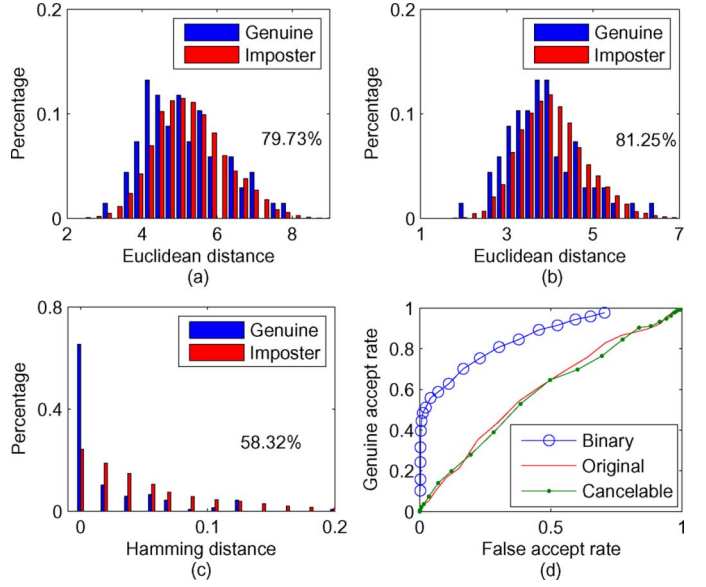 0.2
0.1
0
Percentage
Genuine
Imposter
79.73%
2 4 6 8
Euclidean distance
(a)
0.2
0.1
0
Percentage
Genuine
Imposter
81.25%
1 3 5 7
Euclidean distance
(b)
0.8
0.4
0
Percentage
Genuine
Imposter
58.32%
0 0.1 0.2
Hamming distance
(c)
1
0.8
0.6
0.4
0.2
0
Genuine accept rate
Binary
Original
Cancelable
0 0.5 1
False accept rate
(d)